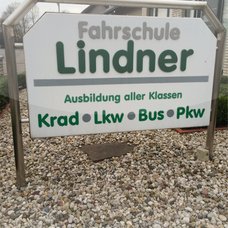 Fahrschule
Lindner
Ausbildung aller Klassen
Krad • Lkw • Bus • Pkw